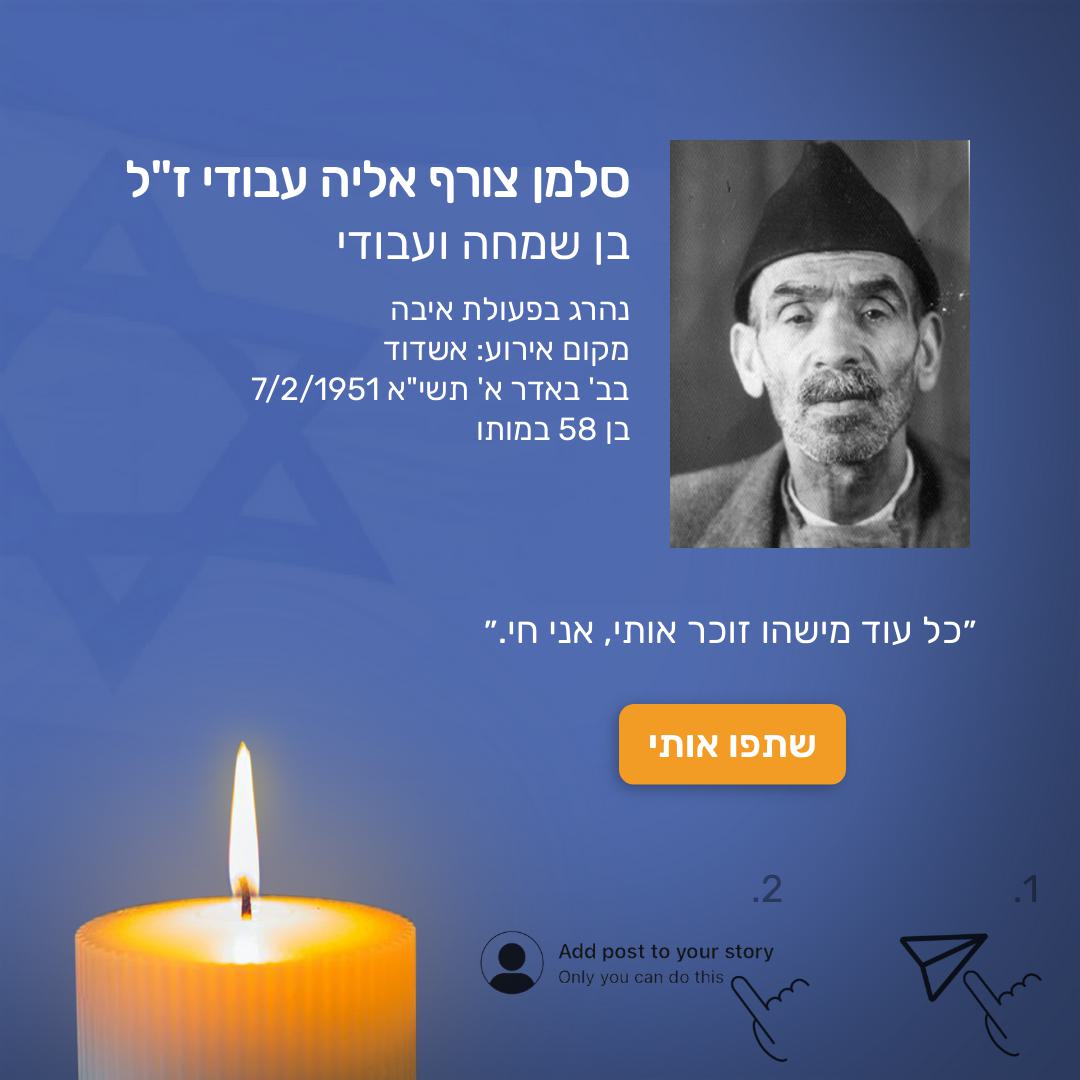 סלמן צורף אליה עבודי ז"ל
בן שמחה ועבודי
נהרג בפעולת איבה
מקום אירוע: אשדוד
בב' באדר א' תשי"א 7/2/1951
בן 58 במותו
״כל עוד מישהו זוכר אותי, אני חי.״
שתפו אותי
1.
2.
Add post to your story
Only you can do this